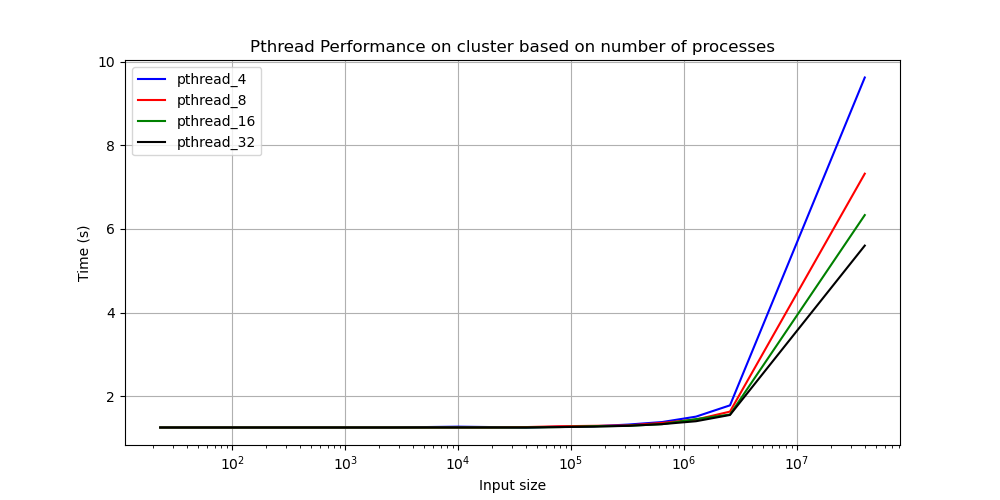 Pthread Performance on cluster based on number of processes
pthread_4
pthread_8
pthread_16
pthread_32
Time (s)
10
8
6
4
2
10² 10³ 10⁴ 10⁵ 10⁶ 10⁷
Input size